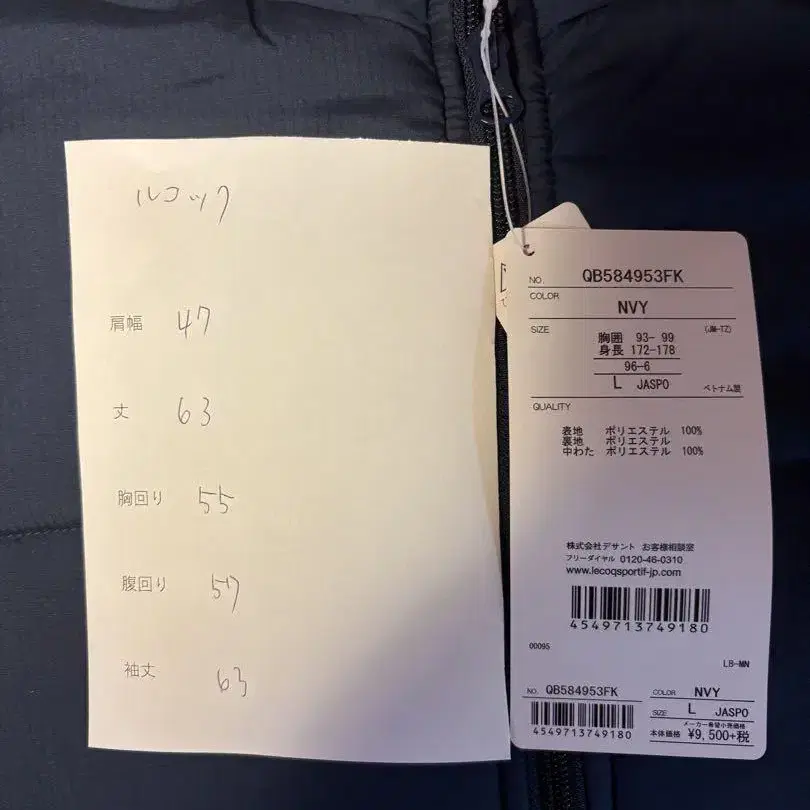 ルコック
肩幅 47
丈 63
胸回り 55
腹回り 57
袖丈 63
NO. QB584953FK
COLOR
NVY
SIZE
(JM-TZ)
胸囲 93- 99
身長 172-178
96-6
L JASPO
ベトナム製
QUALITY
表地 ポリエステル 100%
裏地 ポリエステル
中わた ポリエステル 100%
株式会社デサント お客様相談室
フリーダイヤル 0120-46-0310
www.lecoqsportif-jp.com
4549713749180
00095
LB-MN
NO. QB584953FK
COLOR NVY
SIZE L JASPO
4549713749180
メーカー希望小売価格
本体価格 ¥9,500+税